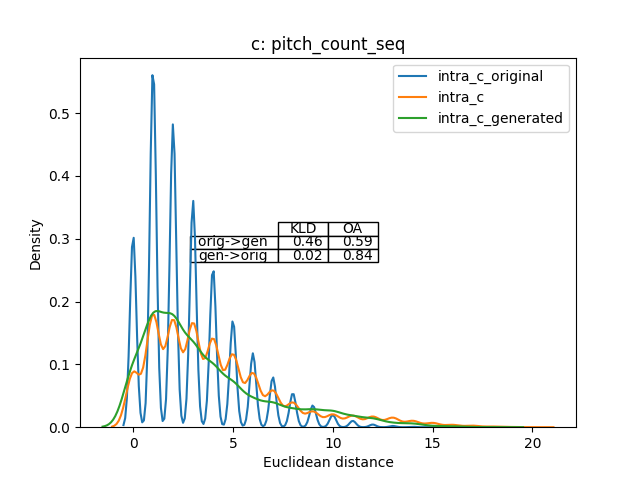 c: pitch_count_seq
intra_c_original
intra_c
intra_c_generated
KLD OA
orig->gen 0.46 0.59
gen->orig 0.02 0.84
Density
0.5
0.4
0.3
0.2
0.1
0.0
0 5 10 15 20
Euclidean distance